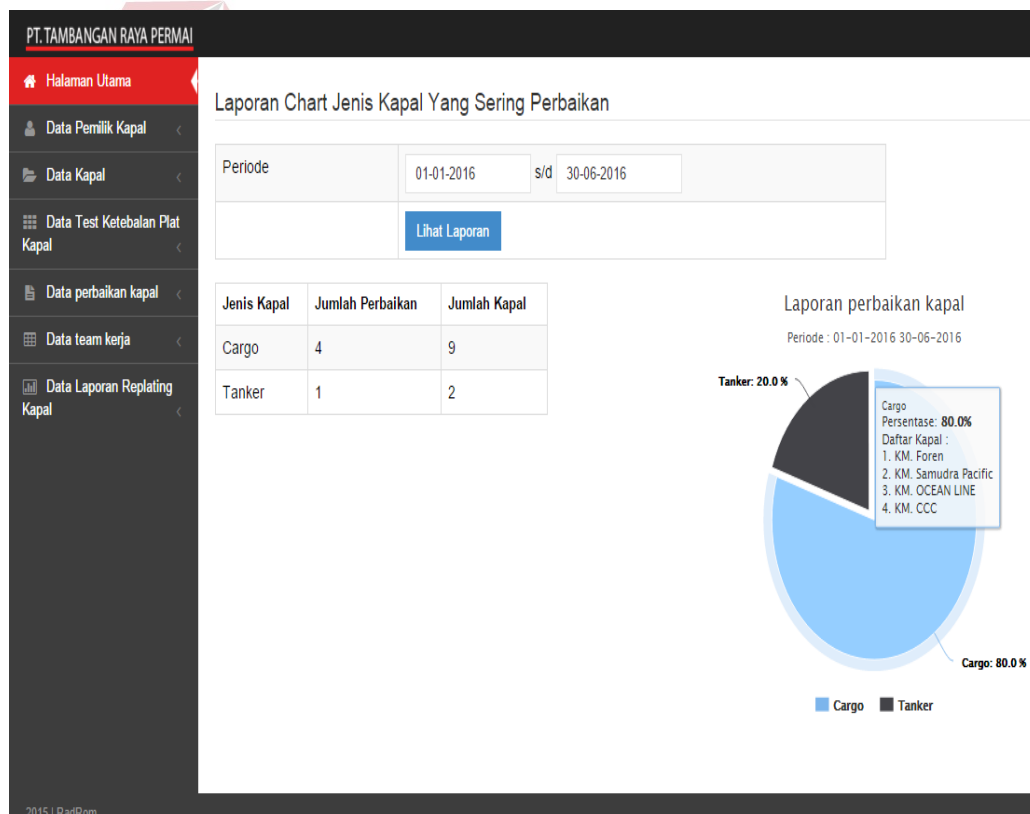 PT. TAMBANGAN RAYA PERMAI
Halaman Utama
Data Pemilik Kapal
Data Kapal
Data Test Ketebalan Plat
Kapal
Data perbaikan kapal
Data team kerja
Data Laporan Replating
Kapal
Laporan Chart Jenis Kapal Yang Sering Perbaikan
Periode 01-01-2016 s/d 30-06-2016
Lihat Laporan
Jenis Kapal Jumlah Perbaikan Jumlah Kapal
Cargo 4 9
Tanker 1 2
Laporan perbaikan kapal
Periode : 01-01-2016 30-06-2016
Tanker: 20.0 %
Cargo
Persentase: 80.0%
Daftar Kapal :
1. KM. Foren
2. KM. Samudra Pacific
3. KM. OCEAN LINE
4. KM. CCC
Cargo: 80.0 %
Cargo Tanker
2015 |